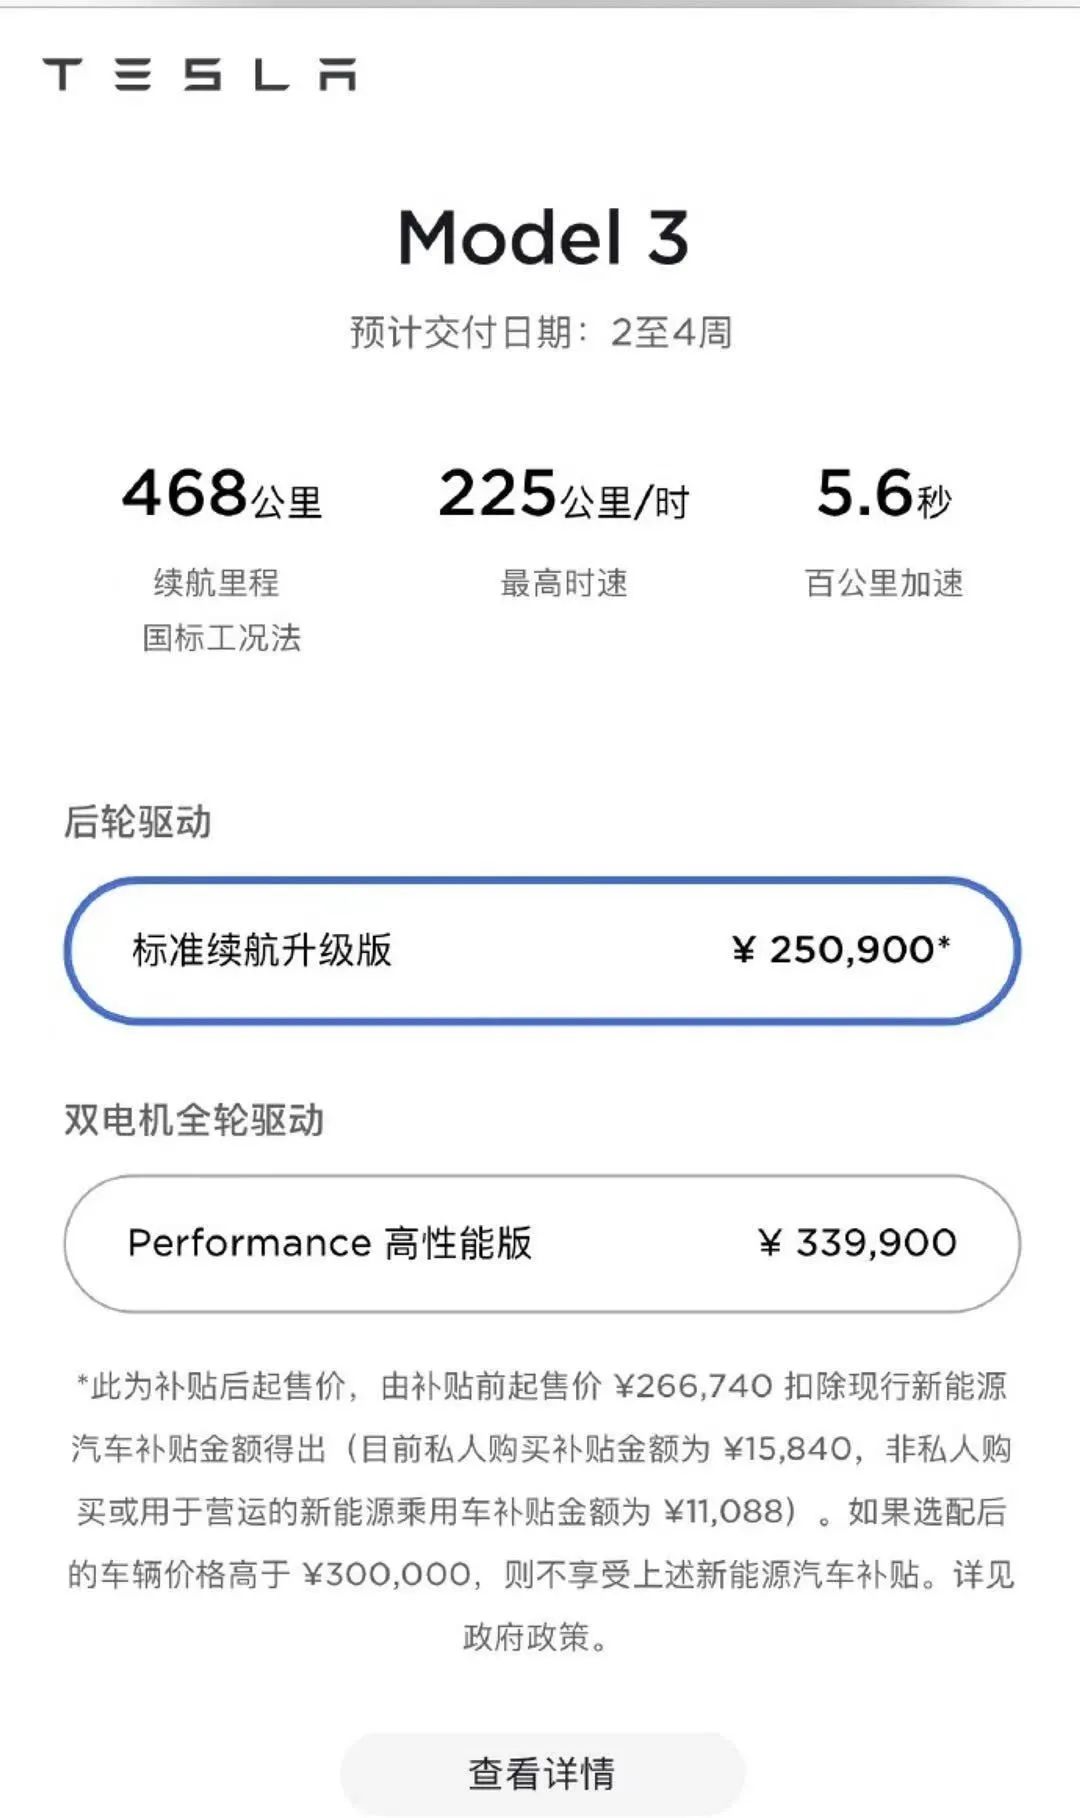 TESLA
Model 3
预计交付日期：2至4周
468公里 225公里/时 5.6秒
续航里程 最高时速 百公里加速
国标工况法
后轮驱动
标准续航升级版 ¥ 250,900*
双电机全轮驱动
Performance 高性能版 ¥ 339,900
*此为补贴后起售价，由补贴前起售价 ¥266,740 扣除现行新能源
汽车补贴金额得出（目前私人购买补贴金额为 ¥15,840，非私人购
买或用于营运的新能源乘用车补贴金额为 ¥11,088）。如果选配后
的车辆价格高于 ¥300,000，则不享受上述新能源汽车补贴。详见
政府政策。
查看详情